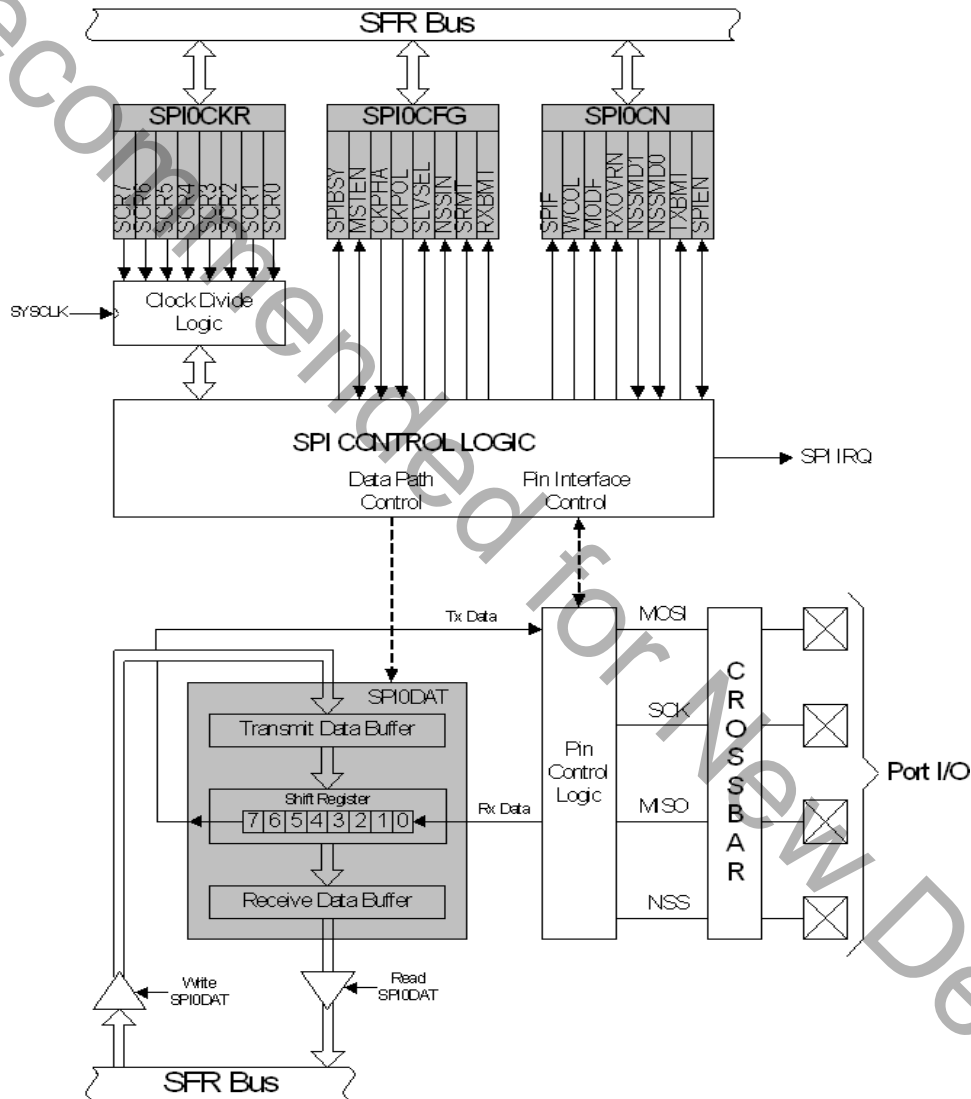 SFR Bus
SPI0CKR
SCR7
SCR6
SCR5
SCR4
SCR3
SCR2
SCR1
SCR0
SPI0CFG
SPIBSY
MSTEN
CKPHA
CKPOL
SLVSEL
NSSIN
SRMT
RXBMT
SPI0CN
SPIF
WCOL
MODF
RXOVRN
NSSMD1
NSSMD0
TXBMT
SPIEN
SYSCLK
Clock Divide
Logic
SPI CONTROL LOGIC
Data Path
Control
Pin Interface
Control
SPI IRQ
Tx Data
SPI0DAT
Transmit Data Buffer
Shift Register
7 6 5 4 3 2 1 0
Rx Data
Receive Data Buffer
Pin
Control
Logic
MOSI
SCK
MISO
NSS
CROSSBAR
Port I/O
Write
SPI0DAT
Read
SPI0DAT
SFR Bus
ecommended for New De